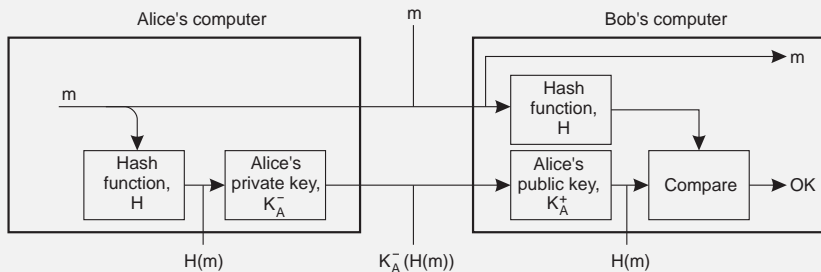 Alice's computer
m
Bob's computer
m
m
Hash
function,
H
Hash
function,
H
Alice's
private key,
K_A^-
Alice's
public key,
K_A^+
Compare
OK
H(m)
K_A^-(H(m))
H(m)